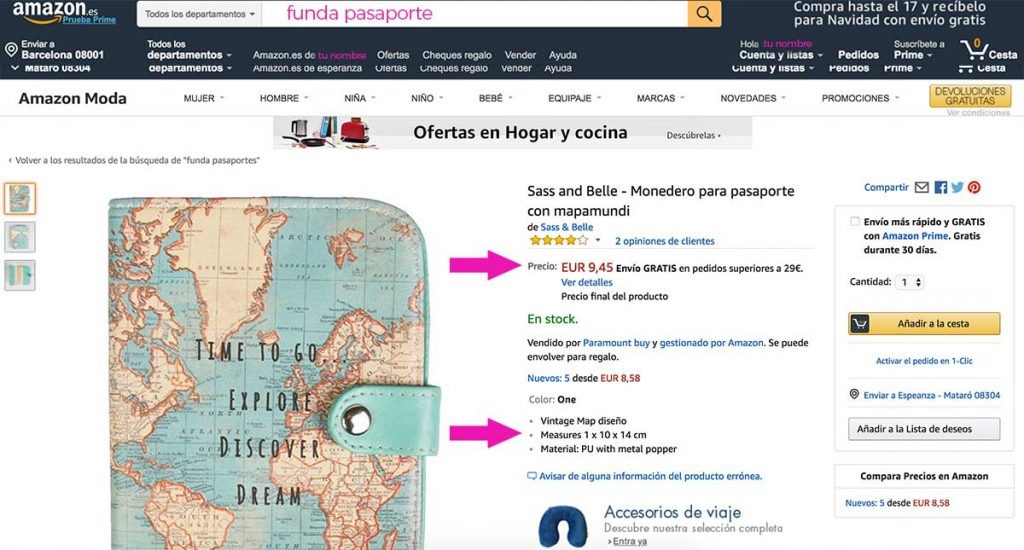 amazon.es
Prueba Prime
Todos los departamentos
funda pasaporte
Compra hasta el 17 y recíbelo
para Navidad con envío gratis
Enviar a
Barcelona 08001
Mataró 08304
Todos los
departamentos
departamentos
Amazon.es de tu nombre Ofertas Cheques regalo Vender Ayuda
Amazon.es de esperanza Ofertas Cheques regalo Vender Ayuda
Hola tu nombre
Cuenta y listas
Cuenta y listas
Pedidos
Pedidos
Suscríbete a
Prime
Prime
0
Cesta
Cesta
Amazon Moda
MUJER HOMBRE NIÑA NIÑO BEBÉ EQUIPAJE MARCAS NOVEDADES PROMOCIONES
DEVOLUCIONES
GRATUITAS
Ver condiciones
Ofertas en Hogar y cocina
Descúbrelas ›
‹ Volver a los resultados de la búsqueda de "funda pasaportes"
GREENLAND
ARCTIC
TIME TO GO...
EXPLORE
DISCOVER
DREAM
Sass and Belle - Monedero para pasaporte
con mapamundi
de Sass & Belle
2 opiniones de clientes
Precio: EUR 9,45 Envío GRATIS en pedidos superiores a 29€.
Ver detalles
Precio final del producto
En stock.
Vendido por Paramount buy y gestionado por Amazon. Se puede
envolver para regalo.
Nuevos: 5 desde EUR 8,58
Color: One
• Vintage Map diseño
• Measures 1 x 10 x 14 cm
• Material: PU with metal popper
Avisar de alguna información del producto errónea.
Accesorios de viaje
Descubre nuestra selección completa
› Entra ya
Compartir
Envío más rápido y GRATIS
con Amazon Prime. Gratis
durante 30 días.
Cantidad: 1
Añadir a la cesta
Activar el pedido en 1-Clic
Enviar a Espeanza - Mataró 08304
Añadir a la Lista de deseos
Compara Precios en Amazon
Nuevos: 5 desde EUR 8,58